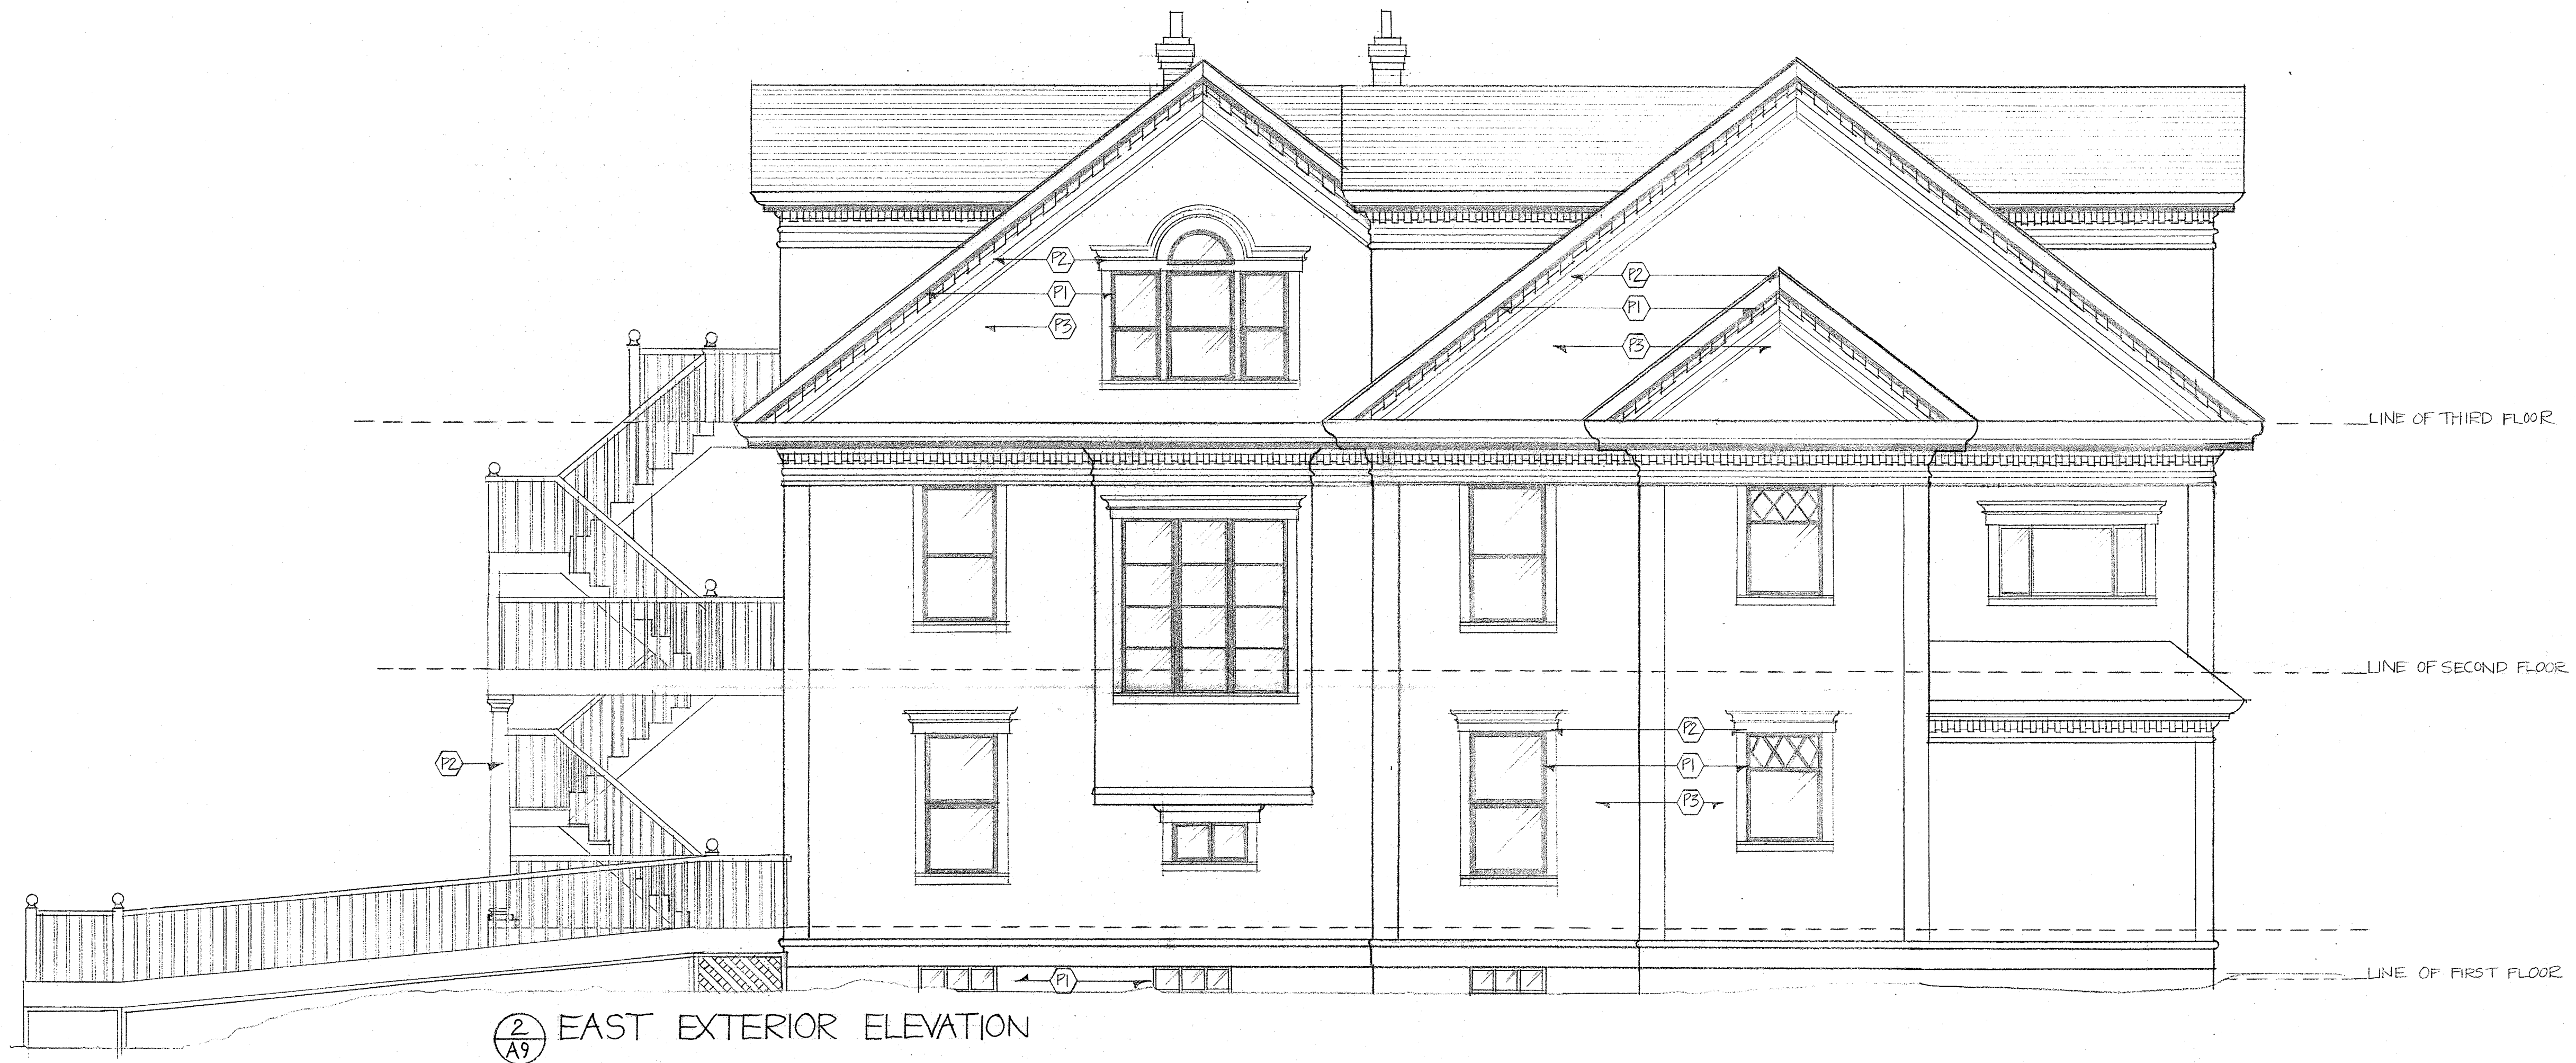 P2
P1
P3
P2
P1
P3
LINE OF THIRD FLOOR
LINE OF SECOND FLOOR
P2
P2
P1
P3
P1
LINE OF FIRST FLOOR
2
A9
EAST EXTERIOR ELEVATION